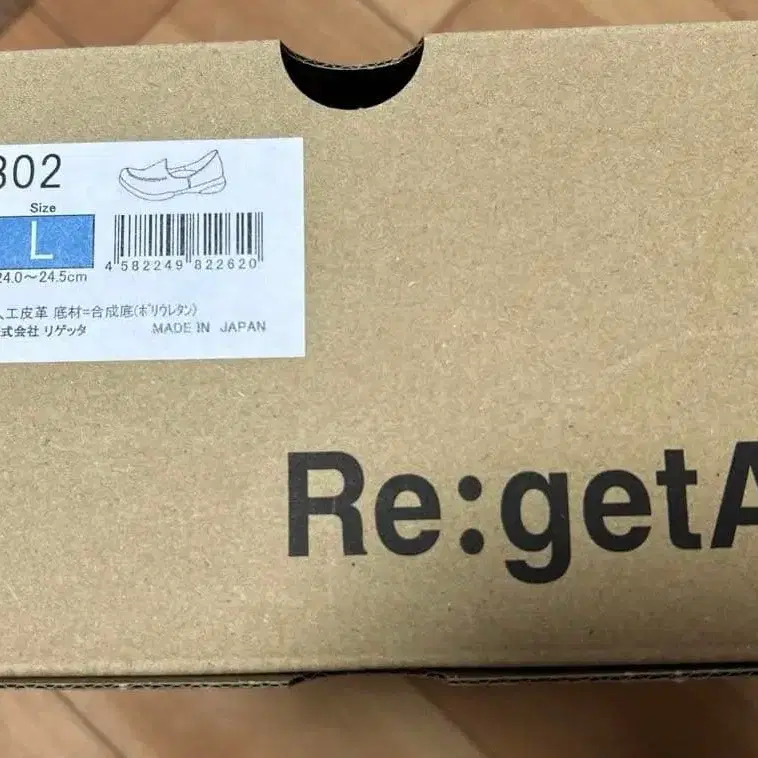 302
Size
L
24.0～24.5cm
4 582249 822620
人工皮革 底材=合成底(ﾎﾟﾘｳﾚﾀﾝ)
式会社 リゲッタ MADE IN JAPAN
Re:getA